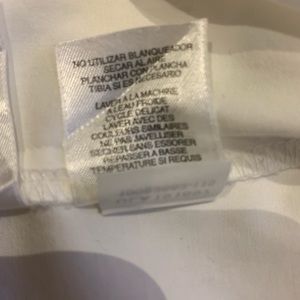 NO UTILIZAR BLANQUEADOR
SECAR AL AIRE
PLANCHAR CON PLANCHA
TIBIA SI ES NECESARIO
LAVER A LA MACHINE
A L'EAU FROIDE
CYCLE DELICAT
LAVER AVEC DES
COULEURS SIMILAIRES
NE PAS JAVELLISER
SECHER SANS ESSORER
REPASSER A BASSE
TEMPERATURE SI REQUIS